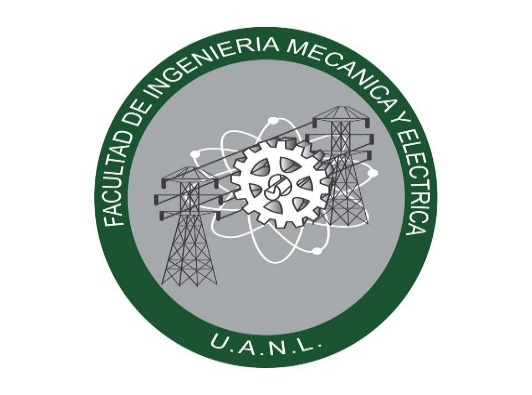 FACULTAD DE INGENIERIA MECANICA Y ELECTRICA
U.A.N.L.